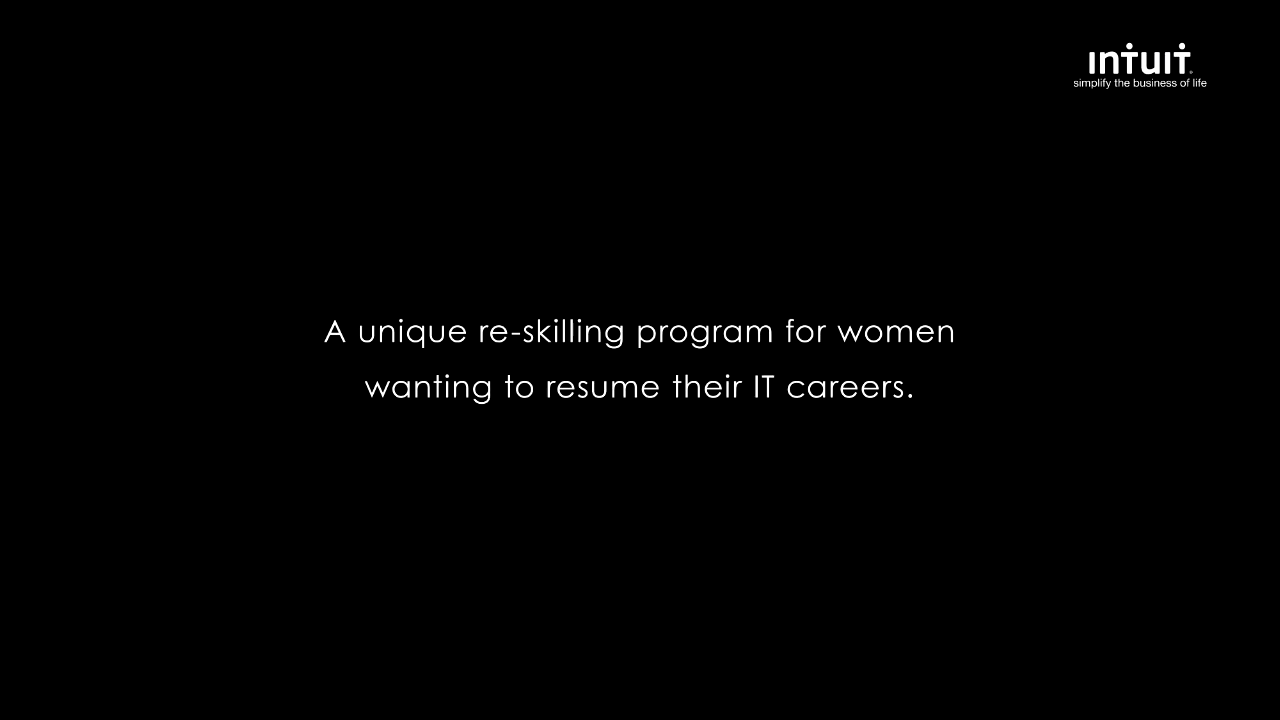 intuit
simplify the business of life
A unique re-skilling program for women
wanting to resume their IT careers.